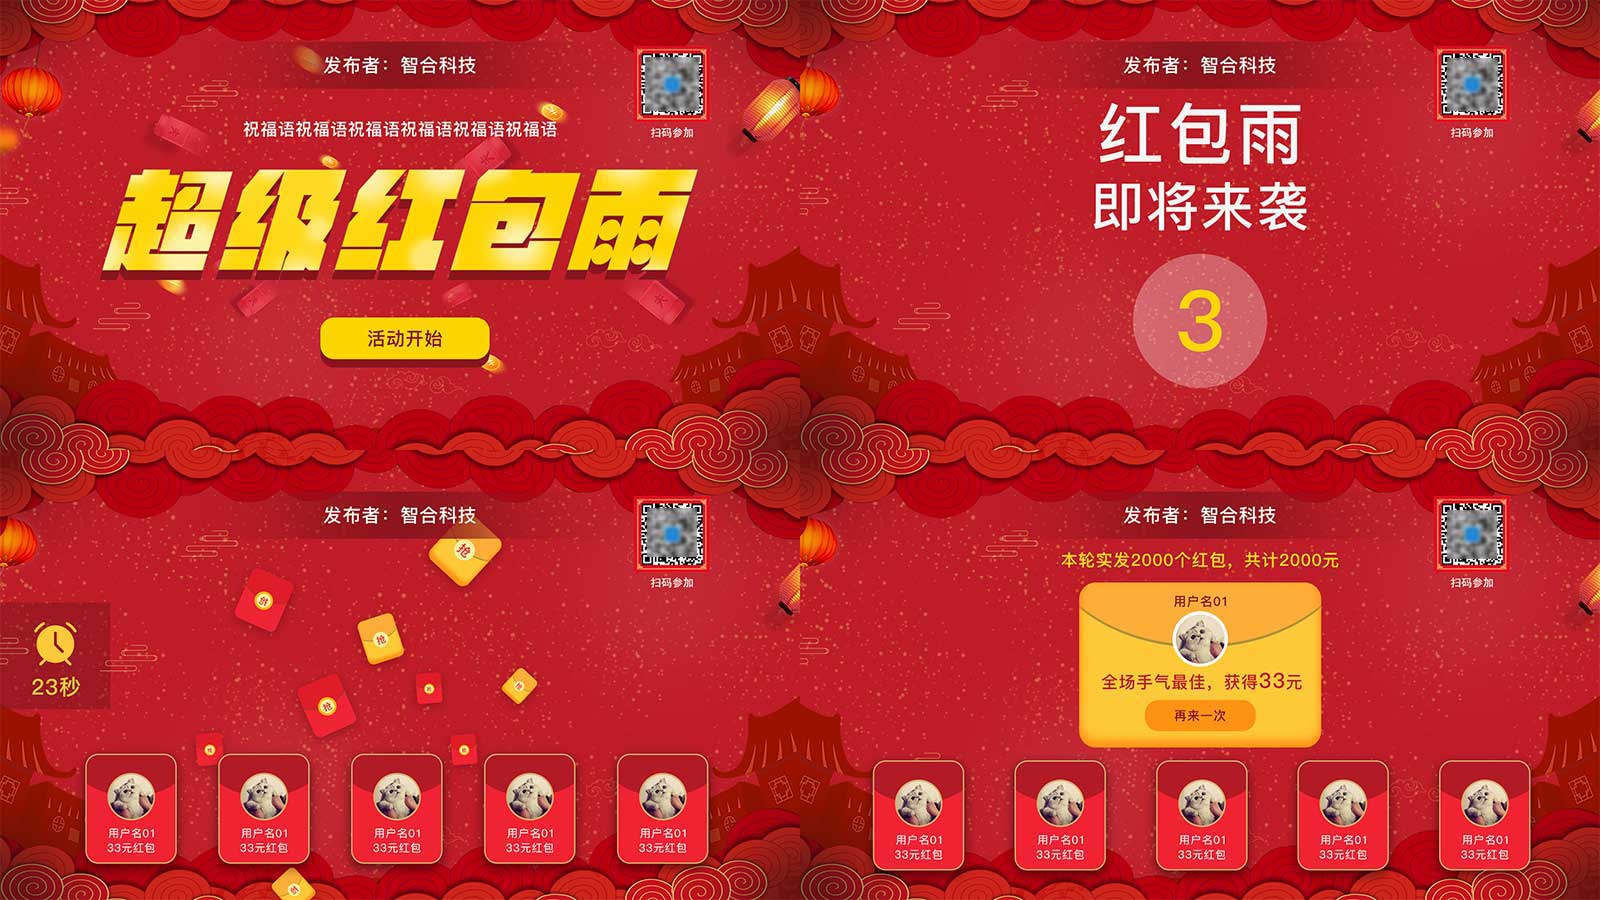 发布者：智合科技
扫码参加
祝福语祝福语祝福语祝福语祝福语祝福语
超级红包雨
活动开始
发布者：智合科技
扫码参加
红包雨
即将来袭
3
发布者：智合科技
扫码参加
抢
抢
抢
抢
抢
抢
抢
抢
23秒
用户名01
33元红包
用户名01
33元红包
用户名01
33元红包
用户名01
33元红包
用户名01
33元红包
抢
发布者：智合科技
扫码参加
本轮实发2000个红包，共计2000元
用户名01
全场手气最佳，获得33元
再来一次
用户名01
33元红包
用户名01
33元红包
用户名01
33元红包
用户名01
33元红包
用户名01
33元红包